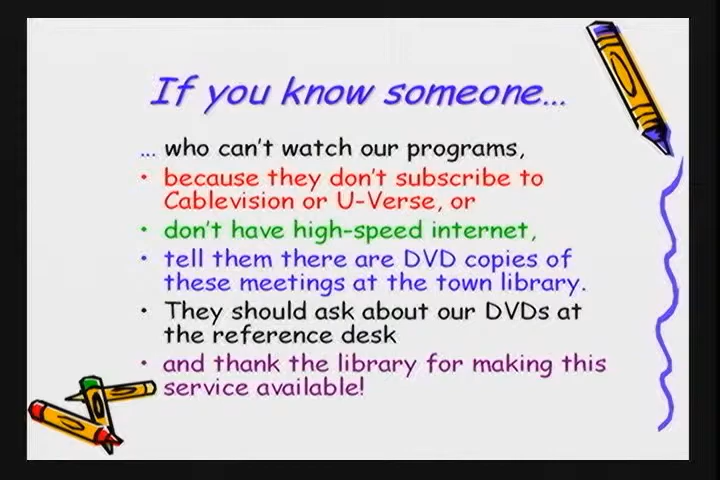 If you know someone...
... who can't watch our programs,
• because they don't subscribe to
Cablevision or U-Verse, or
• don't have high-speed internet,
• tell them there are DVD copies of
these meetings at the town library.
• They should ask about our DVDs at
the reference desk
• and thank the library for making this
service available!